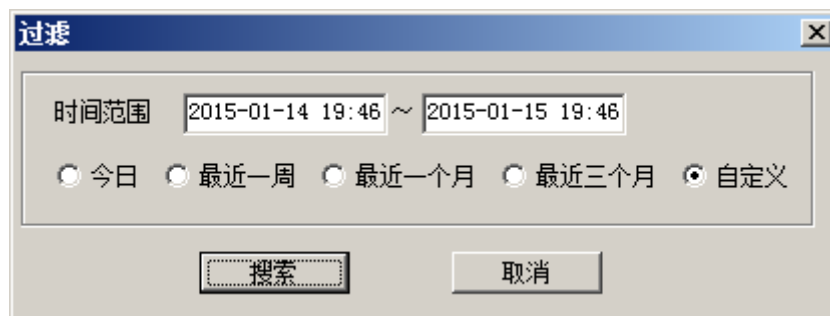 过滤
时间范围 2015-01-14 19:46 ~ 2015-01-15 19:46
今日 最近一周 最近一个月 最近三个月 自定义
搜索 取消